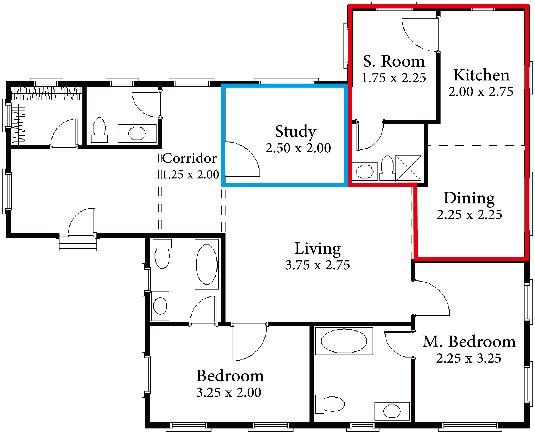 S. Room
1.75 x 2.25
Kitchen
2.00 x 2.75
Study
2.50 x 2.00
Corridor
1.25 x 2.00
Dining
2.25 x 2.25
Living
3.75 x 2.75
M. Bedroom
2.25 x 3.25
Bedroom
3.25 x 2.00